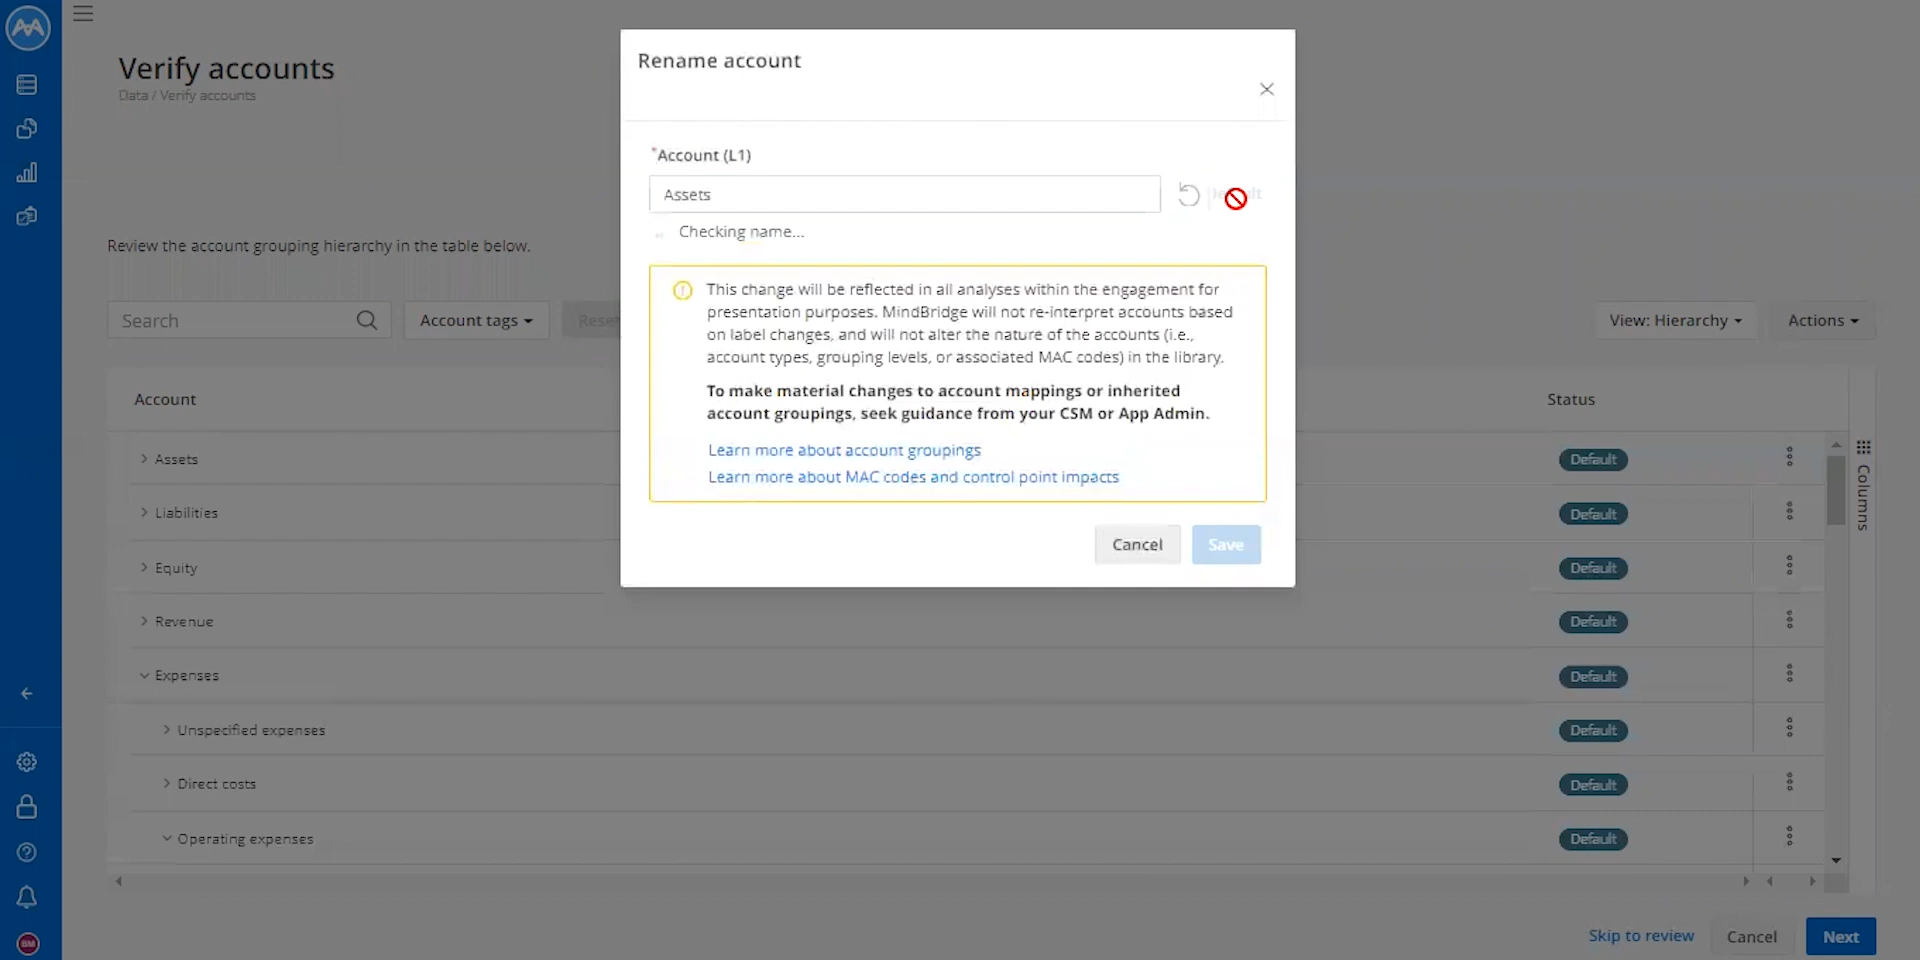 Verify accounts
Data / Verify accounts
Review the account grouping hierarchy in the table below.
Search
Account tags
Reset
View: Hierarchy
Actions
Account
Status
Assets
Default
Liabilities
Default
Equity
Default
Revenue
Default
Expenses
Default
Unspecified expenses
Default
Direct costs
Default
Operating expenses
Default
Columns
Skip to review
Cancel
Next
BM
Rename account
*Account (L1)
Assets
Checking name...
This change will be reflected in all analyses within the engagement for
presentation purposes. MindBridge will not re-interpret accounts based
on label changes, and will not alter the nature of the accounts (i.e.,
account types, grouping levels, or associated MAC codes) in the library.
To make material changes to account mappings or inherited
account groupings, seek guidance from your CSM or App Admin.
Learn more about account groupings
Learn more about MAC codes and control point impacts
Cancel
Save